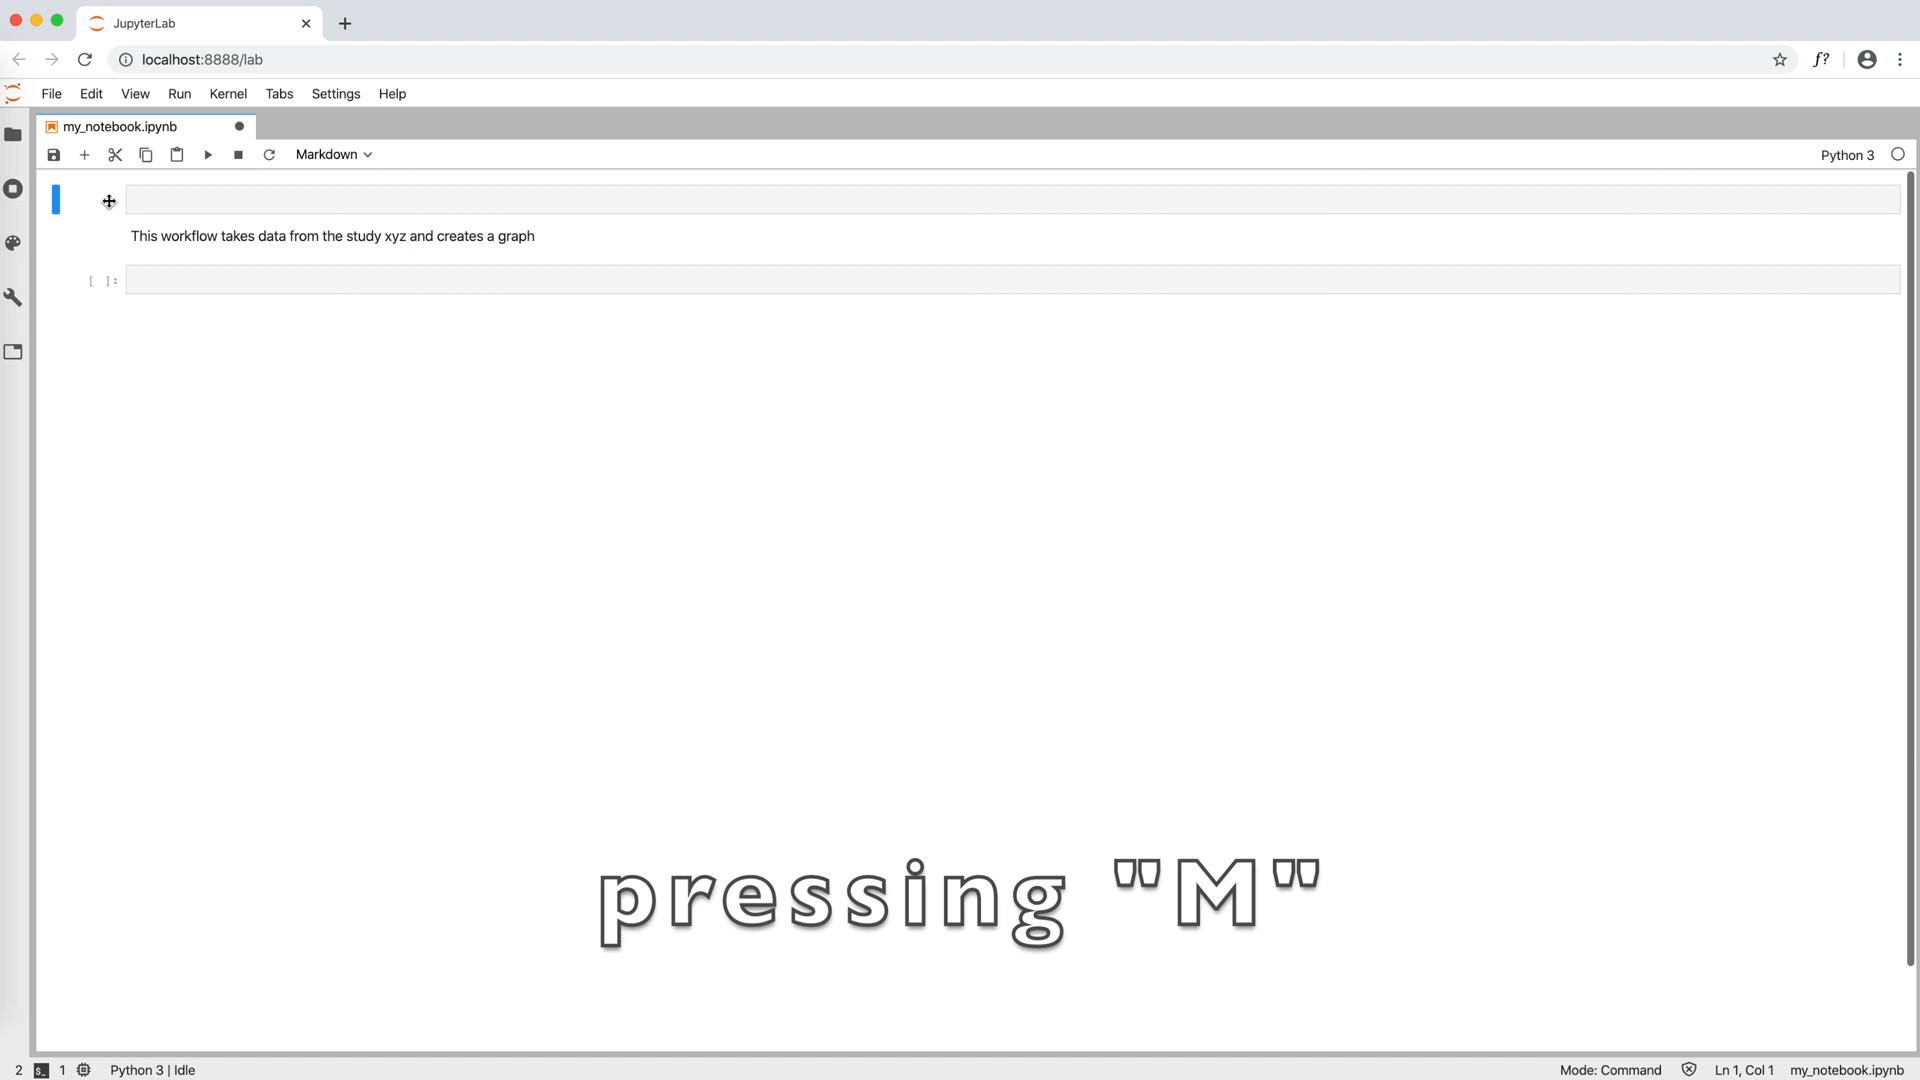 JupyterLab
localhost:8888/lab
f?
File Edit View Run Kernel Tabs Settings Help
my_notebook.ipynb
Markdown
Python 3
This workflow takes data from the study xyz and creates a graph
[ ]:
pressing "M"
2 $_ 1 Python 3 | Idle
Mode: Command Ln 1, Col 1 my_notebook.ipynb